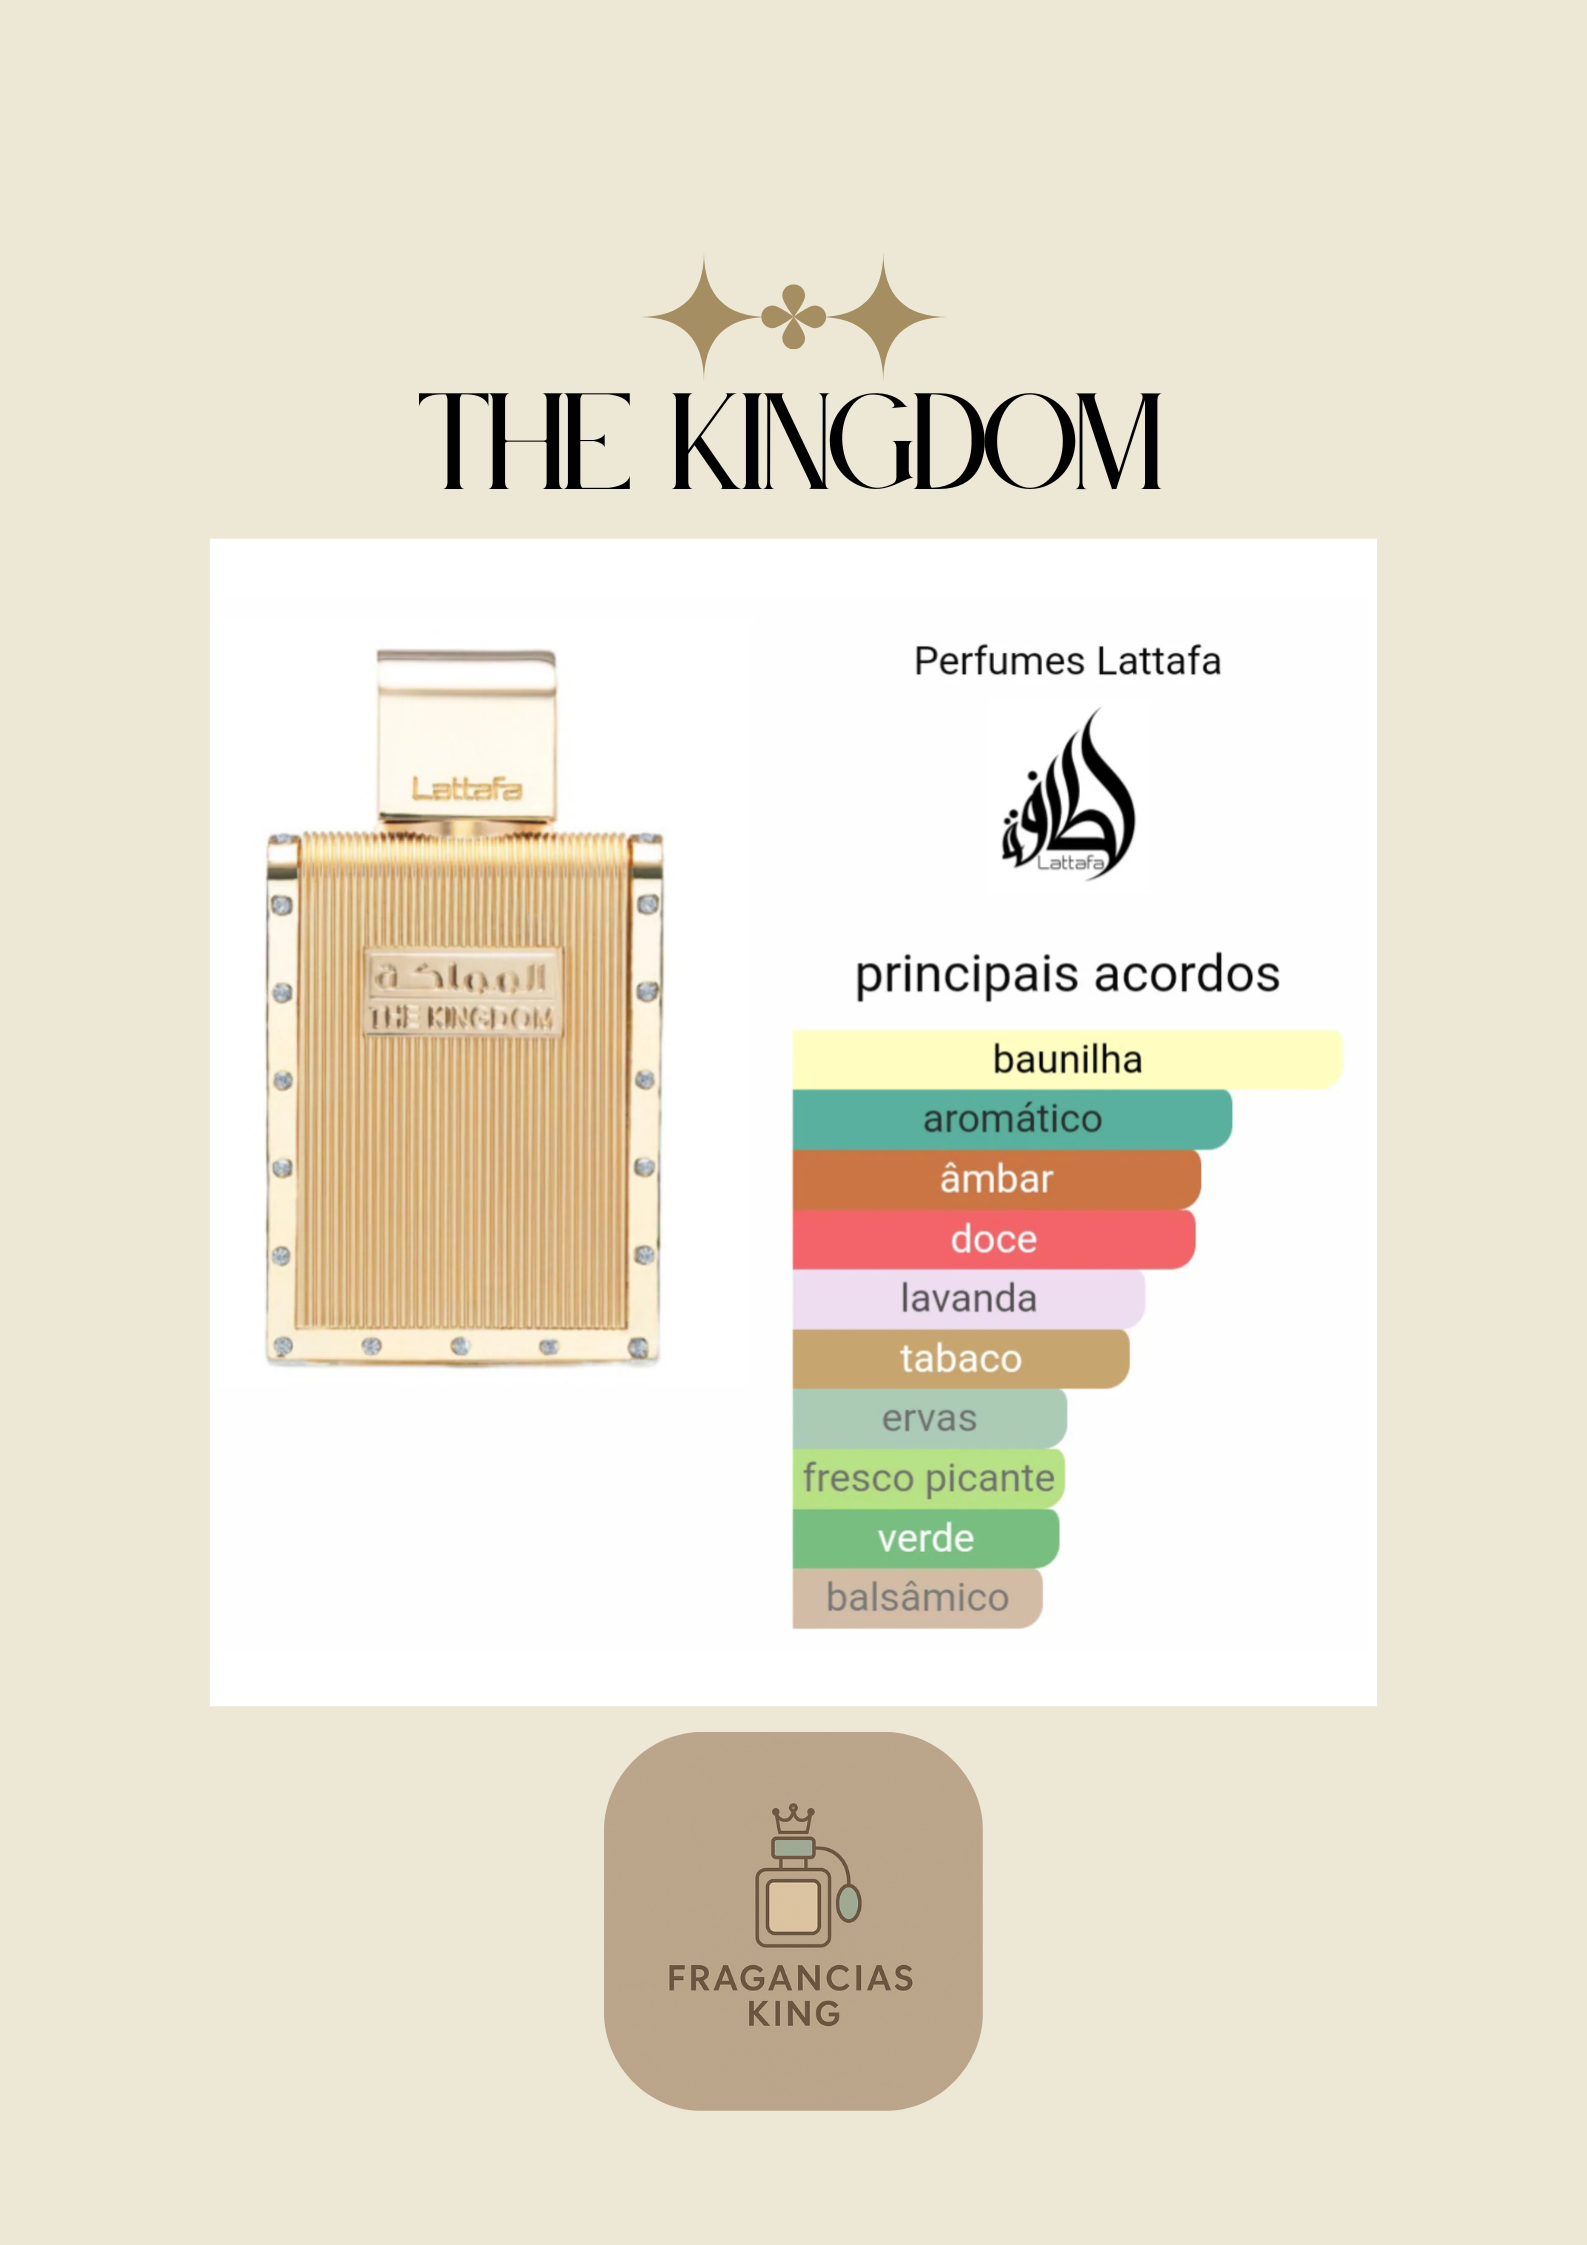 THE KINGDOM
Lattafa
المملكة
THE KINGDOM
Perfumes Lattafa
لطافة
Lattafa
principais acordos
baunilha
aromático
âmbar
doce
lavanda
tabaco
ervas
fresco picante
verde
balsâmico
FRAGANCIAS
KING